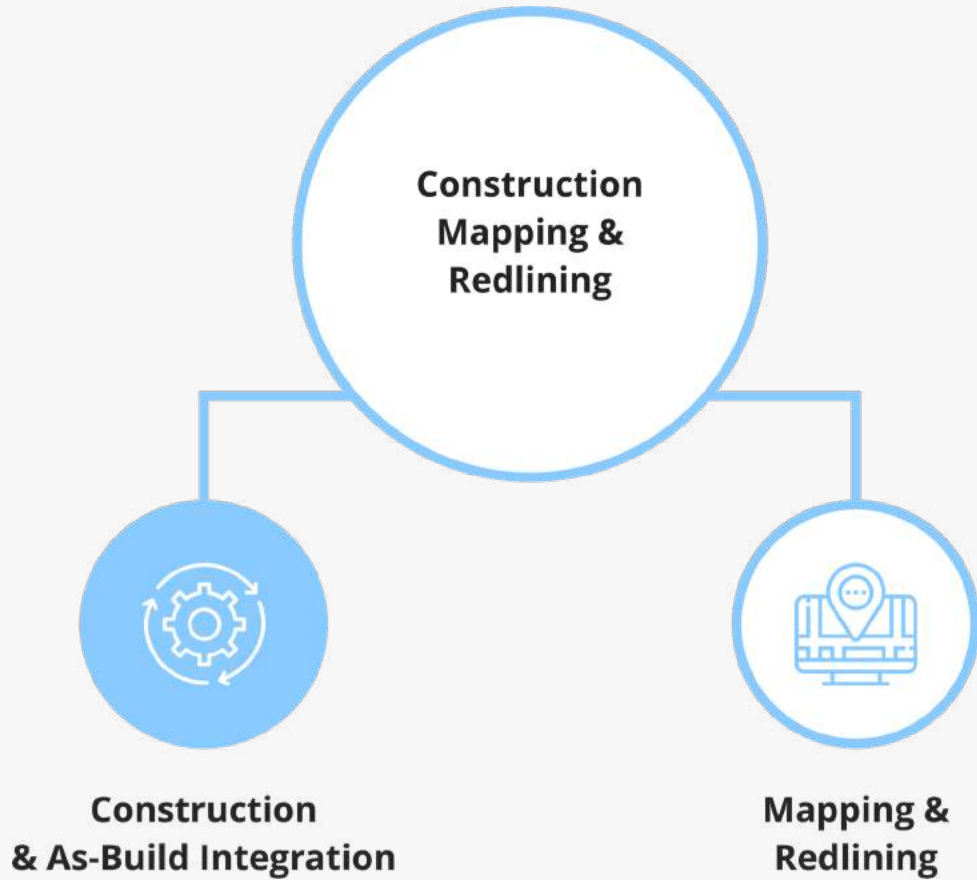 Construction
Mapping &
Redlining
Construction
& As-Build Integration
Mapping &
Redlining